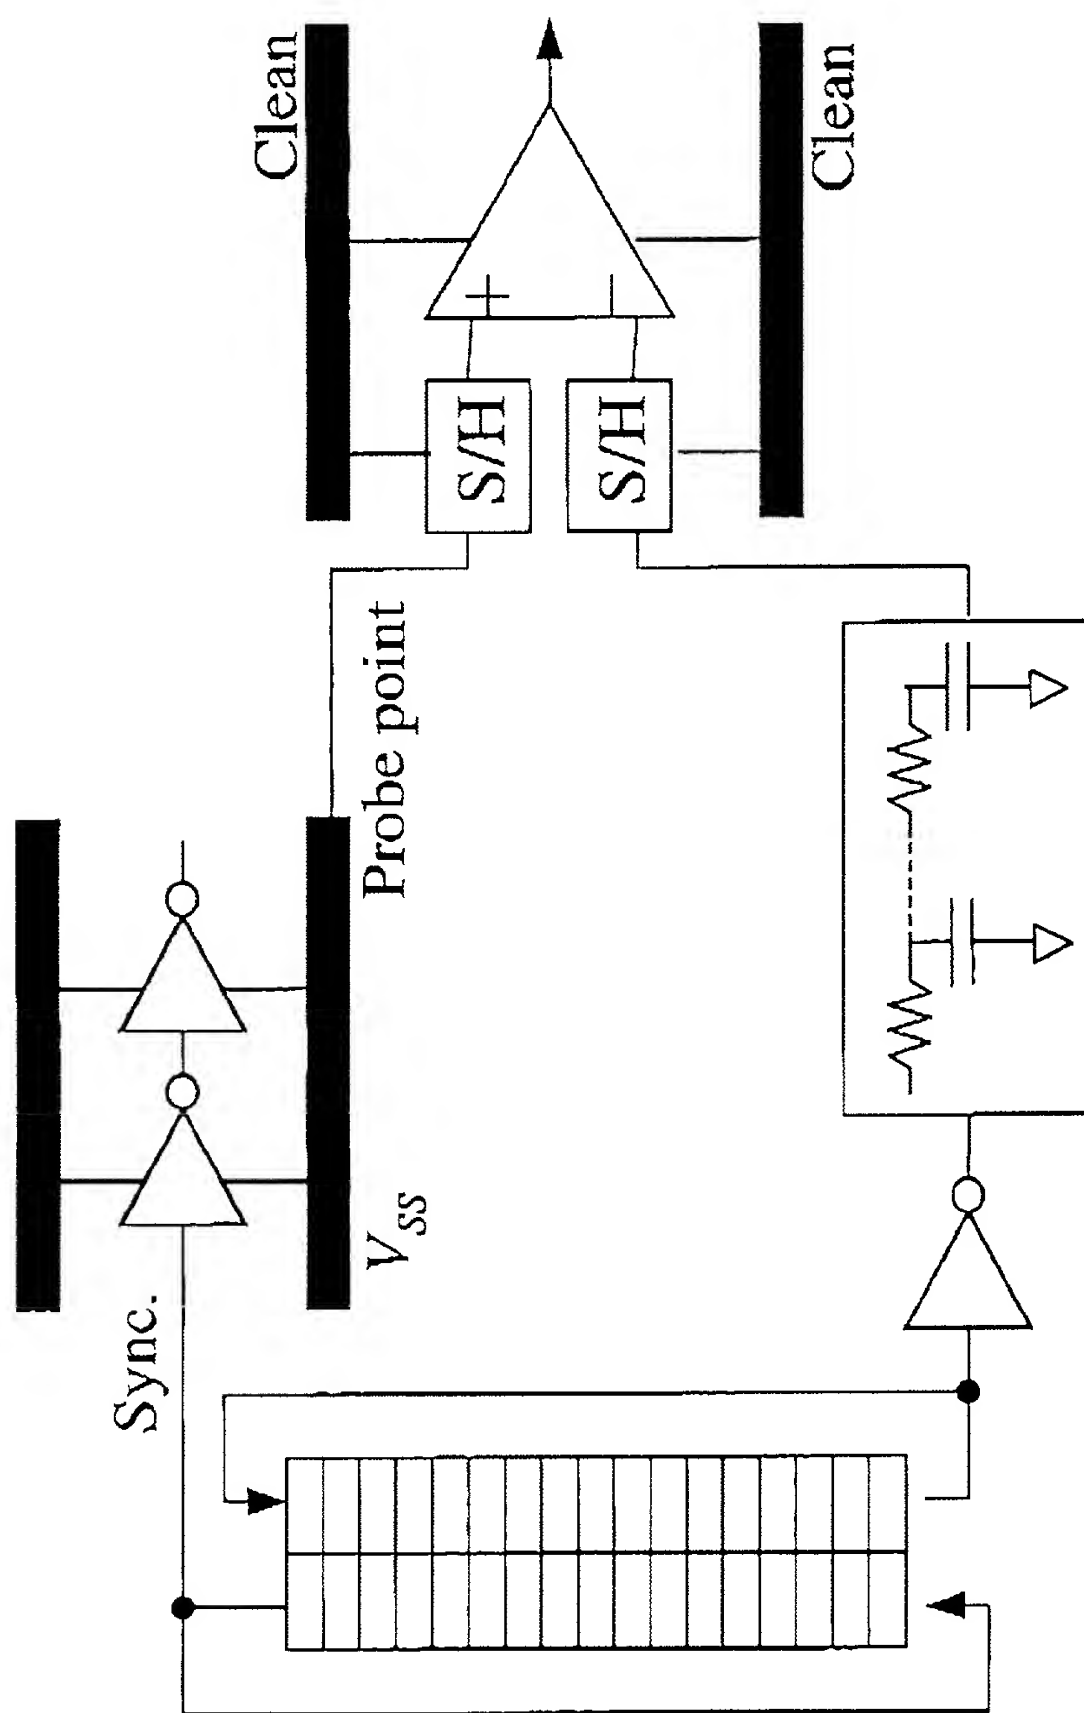 Clean
Clean
+
−
S/H
S/H
Probe point
V_SS
Sync.